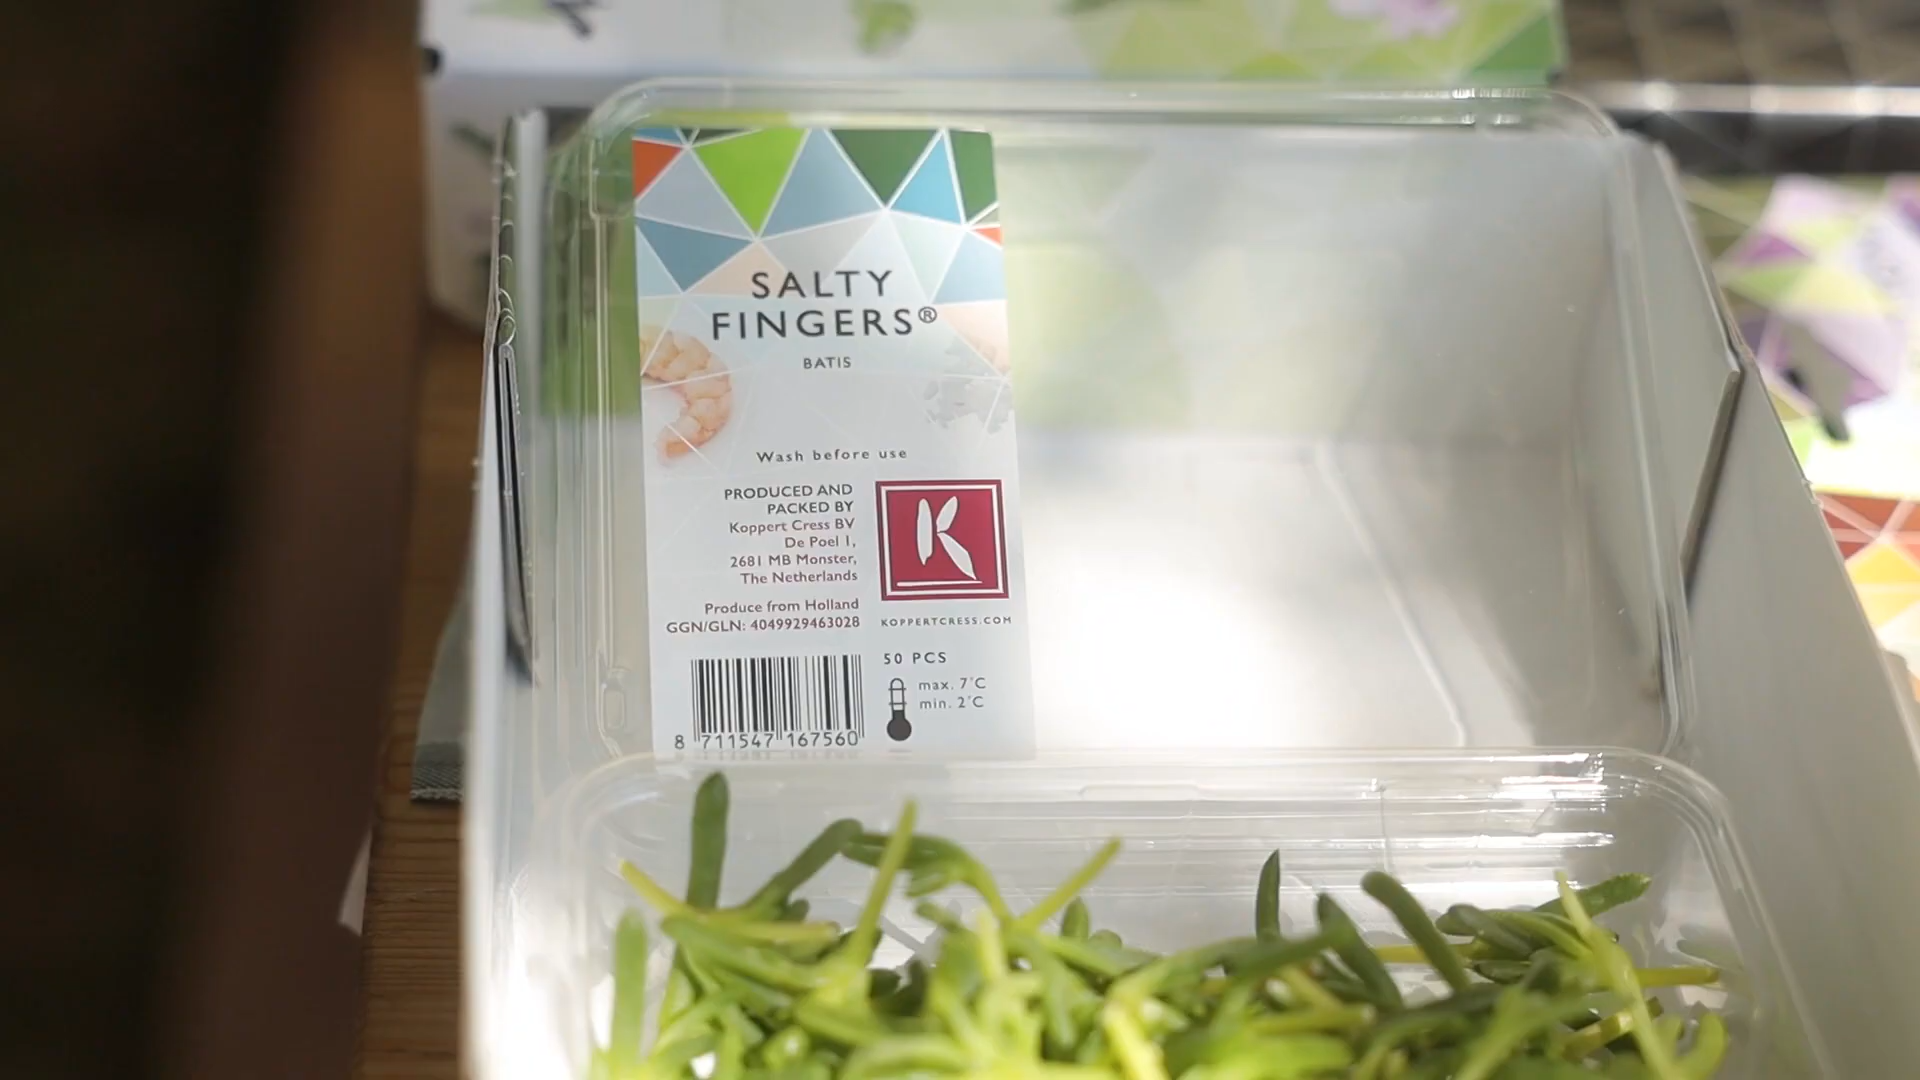 SALTY
FINGERS®
BATIS
Wash before use
PRODUCED AND
PACKED BY
Koppert Cress BV
De Poel 1,
2681 MB Monster,
The Netherlands
Produce from Holland
GGN/GLN: 4049929463028
K
KOPPERTCRESS.COM
50 PCS
max. 7°C
min. 2°C
8 711547 167560